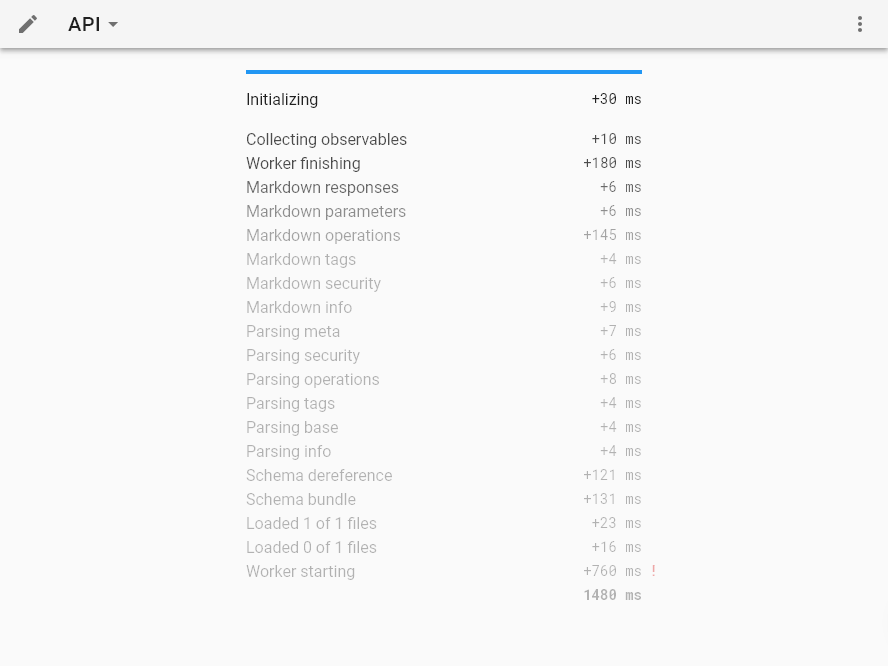 API
Initializing +30 ms
Collecting observables +10 ms
Worker finishing +180 ms
Markdown responses +6 ms
Markdown parameters +6 ms
Markdown operations +145 ms
Markdown tags +4 ms
Markdown security +6 ms
Markdown info +9 ms
Parsing meta +7 ms
Parsing security +6 ms
Parsing operations +8 ms
Parsing tags +4 ms
Parsing base +4 ms
Parsing info +4 ms
Schema dereference +121 ms
Schema bundle +131 ms
Loaded 1 of 1 files +23 ms
Loaded 0 of 1 files +16 ms
Worker starting +760 ms !
1480 ms